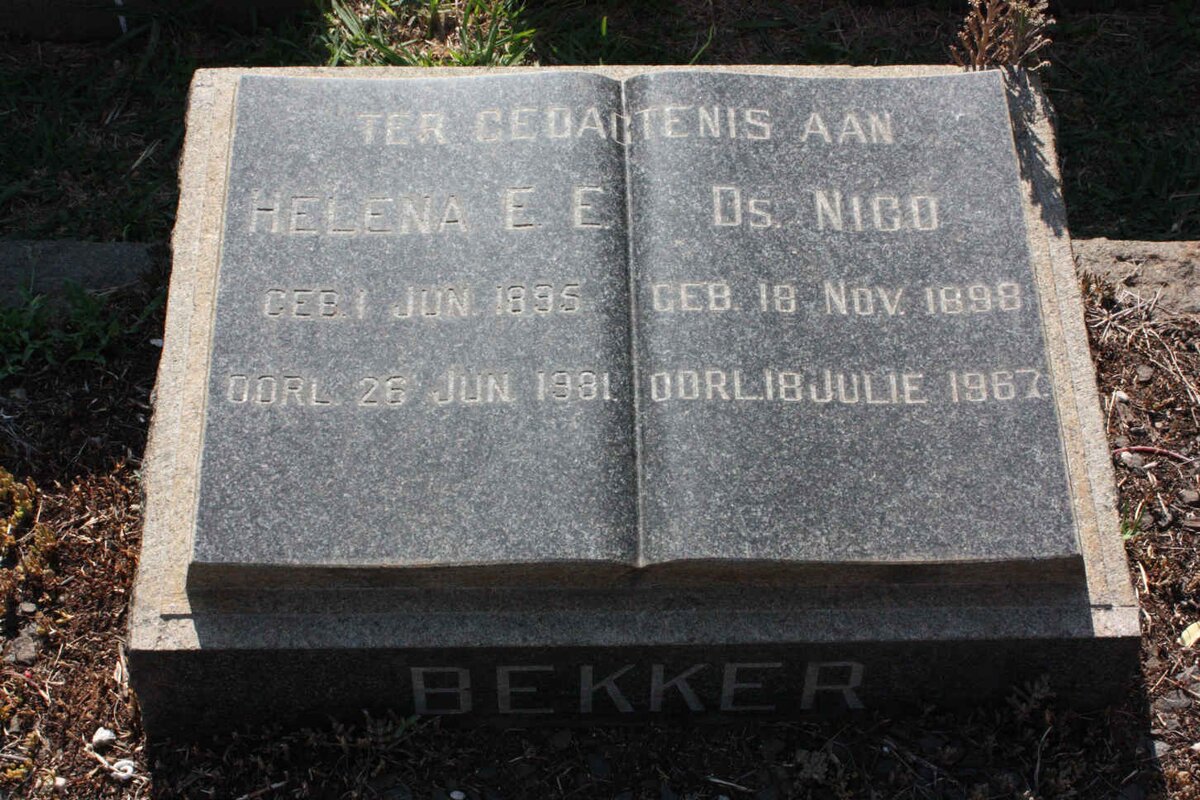 TER GEDAGTENIS AAN
HELENA E E
GEB. 1 JUN. 1895
OORL. 26 JUN 1981.
DS. NICO
GEB. 18 NOV. 1898
OORL. 18 JULIE 1967.
BEKKER